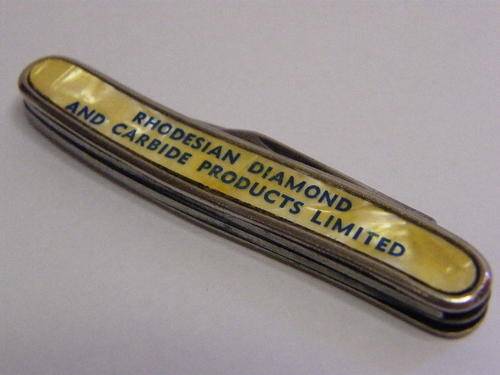 RHODESIAN DIAMOND
AND CARBIDE PRODUCTS LIMITED